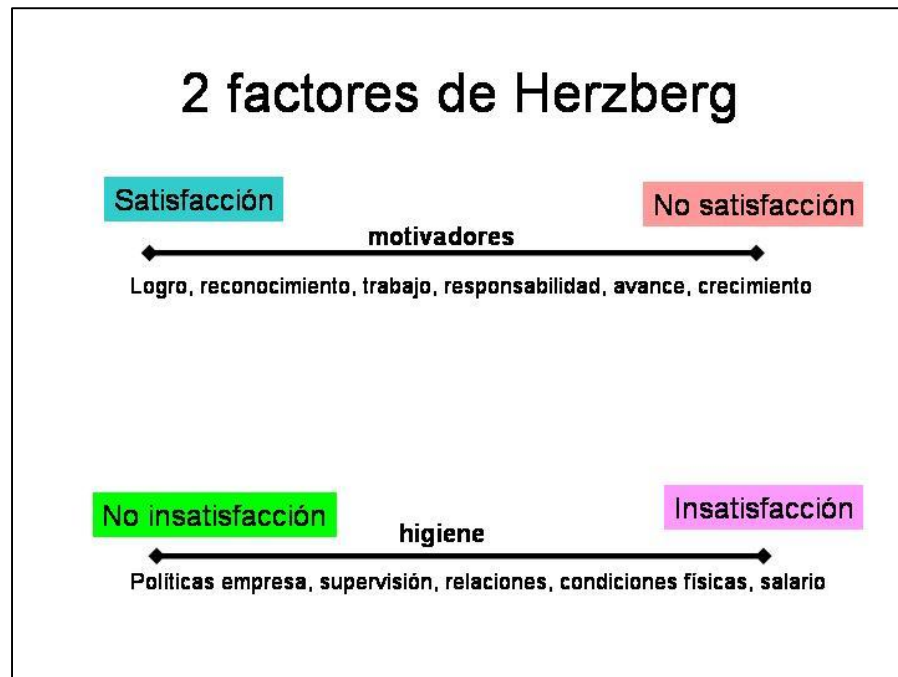 2 factores de Herzberg
Satisfacción
No satisfacción
motivadores
Logro, reconocimiento, trabajo, responsabilidad, avance, crecimiento
No insatisfacción
Insatisfacción
higiene
Políticas empresa, supervisión, relaciones, condiciones físicas, salario